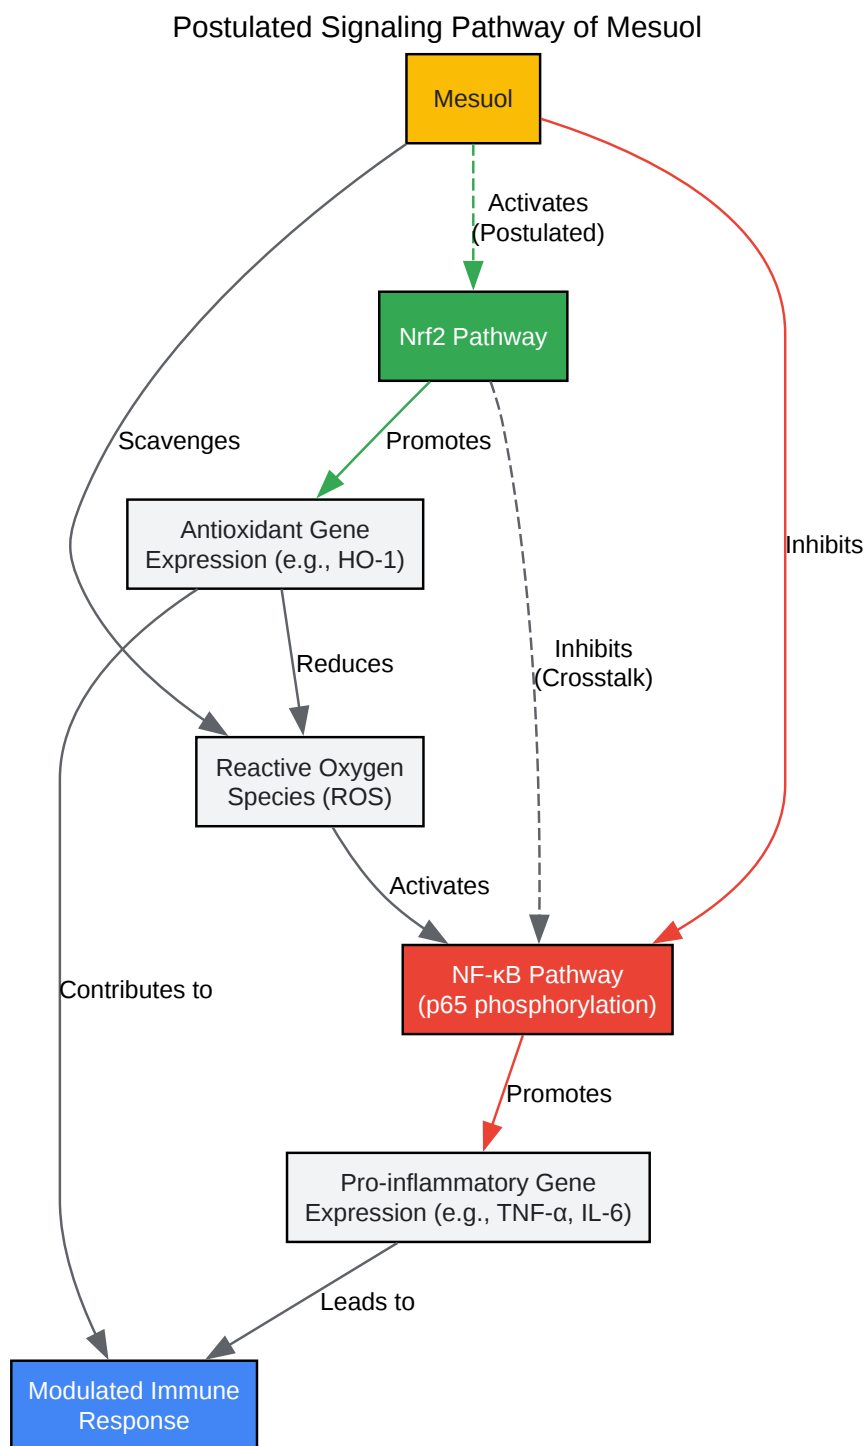 Postulated Signaling Pathway of Mesuol
Mesuol
Activates
(Postulated)
Nrf2 Pathway
Scavenges
Promotes
Antioxidant Gene
Expression (e.g., HO-1)
Inhibits
Reduces
Inhibits
(Crosstalk)
Reactive Oxygen
Species (ROS)
Activates
NF-κB Pathway
(p65 phosphorylation)
Contributes to
Promotes
Pro-inflammatory Gene
Expression (e.g., TNF-α, IL-6)
Leads to
Modulated Immune
Response